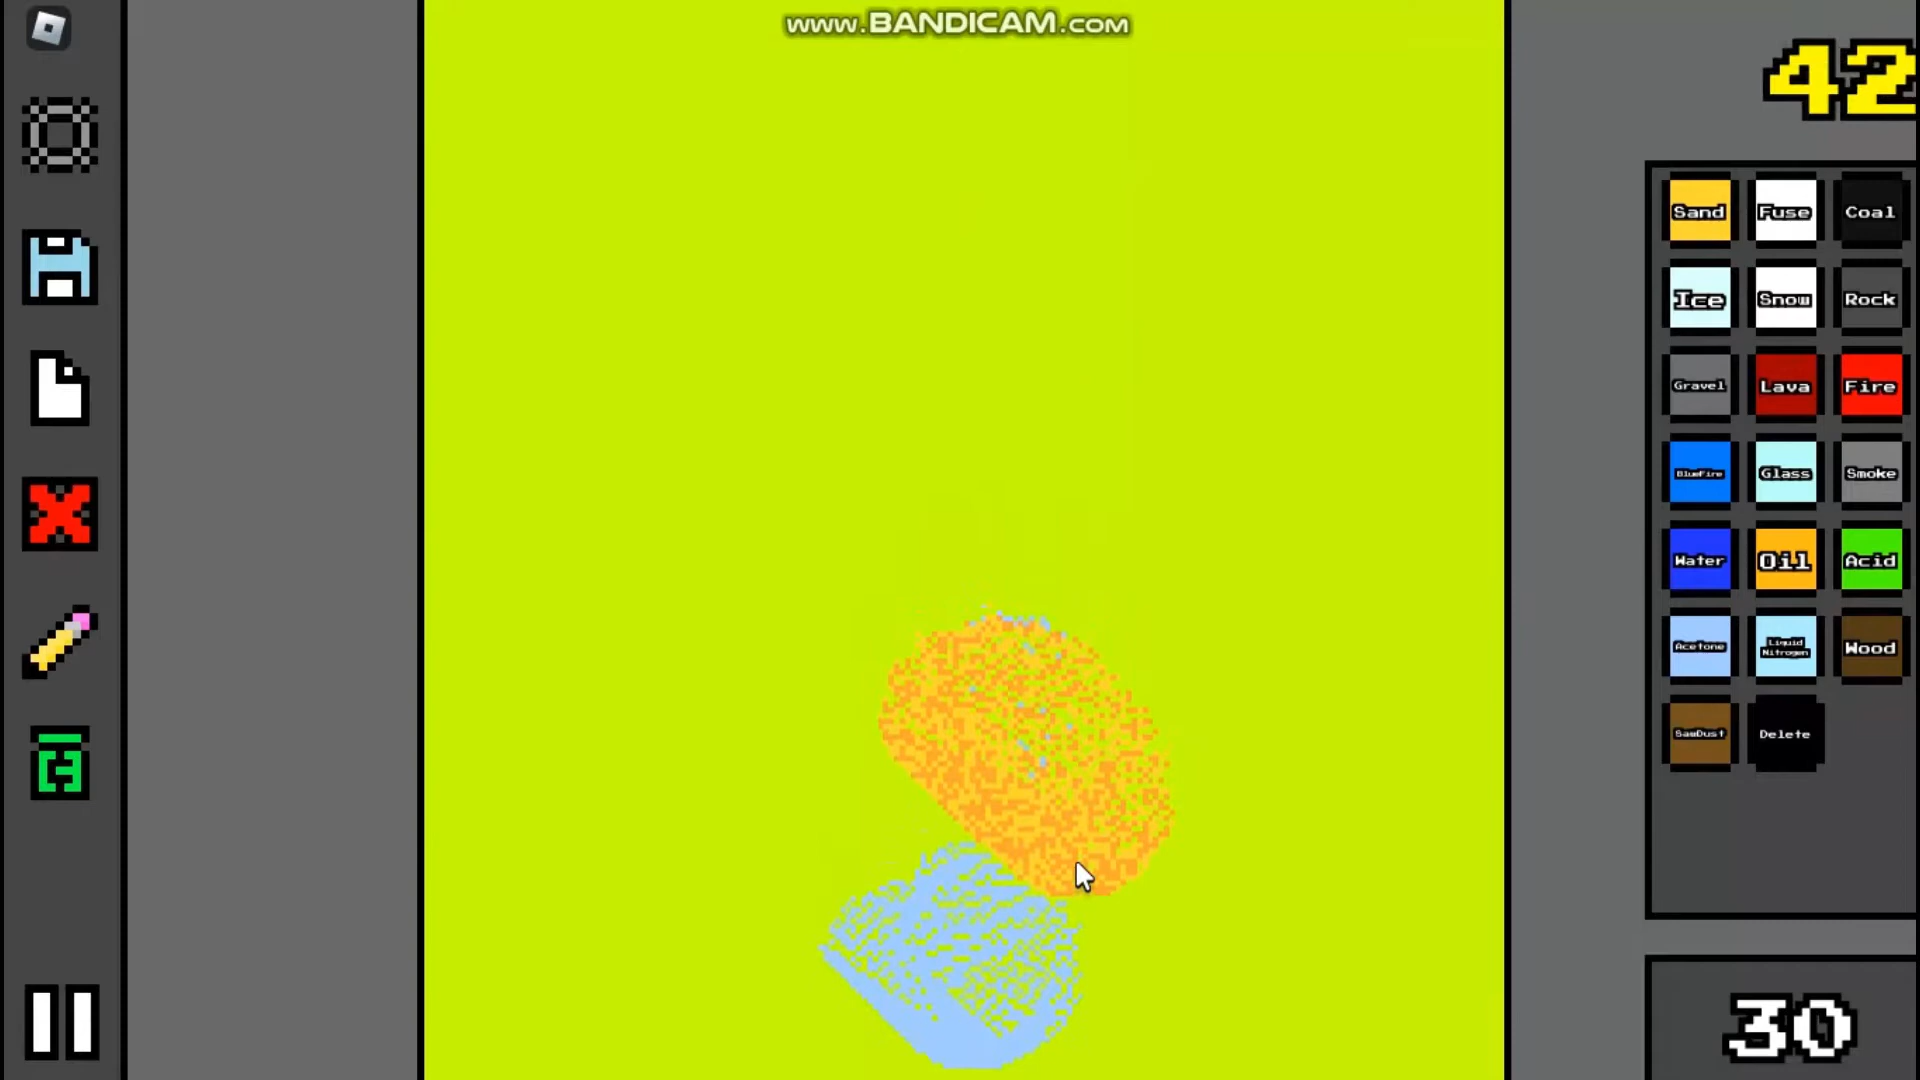 www.BANDICAM.com
42
Sand Fuse Coal
Ice Snow Rock
Gravel Lava Fire
BlueFire Glass Smoke
Water Oil Acid
Acetone Liquid Nitrogen Wood
SawDust Delete
30